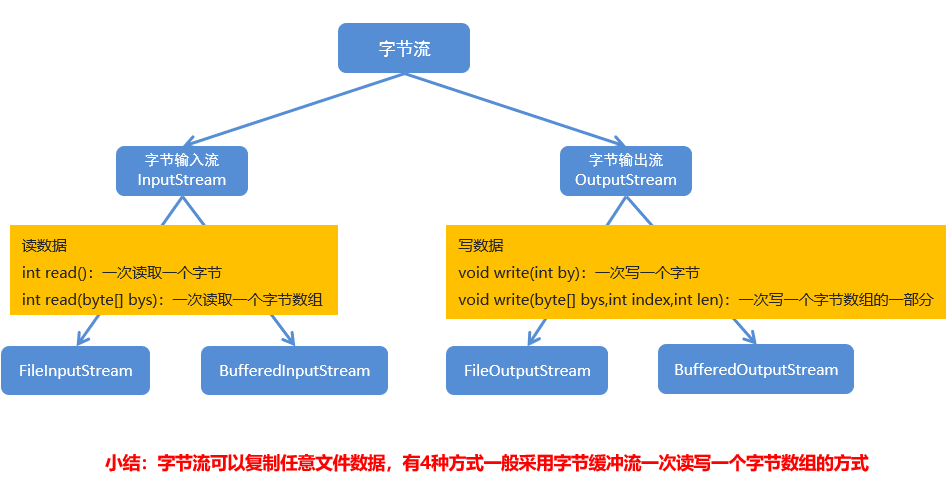 字节流
字节输入流
InputStream
字节输出流
OutputStream
读数据
int read()：一次读取一个字节
int read(byte[] bys)：一次读取一个字节数组
写数据
void write(int by)：一次写一个字节
void write(byte[] bys,int index,int len)：一次写一个字节数组的一部分
FileInputStream
BufferedInputStream
FileOutputStream
BufferedOutputStream
小结：字节流可以复制任意文件数据，有4种方式一般采用字节缓冲流一次读写一个字节数组的方式